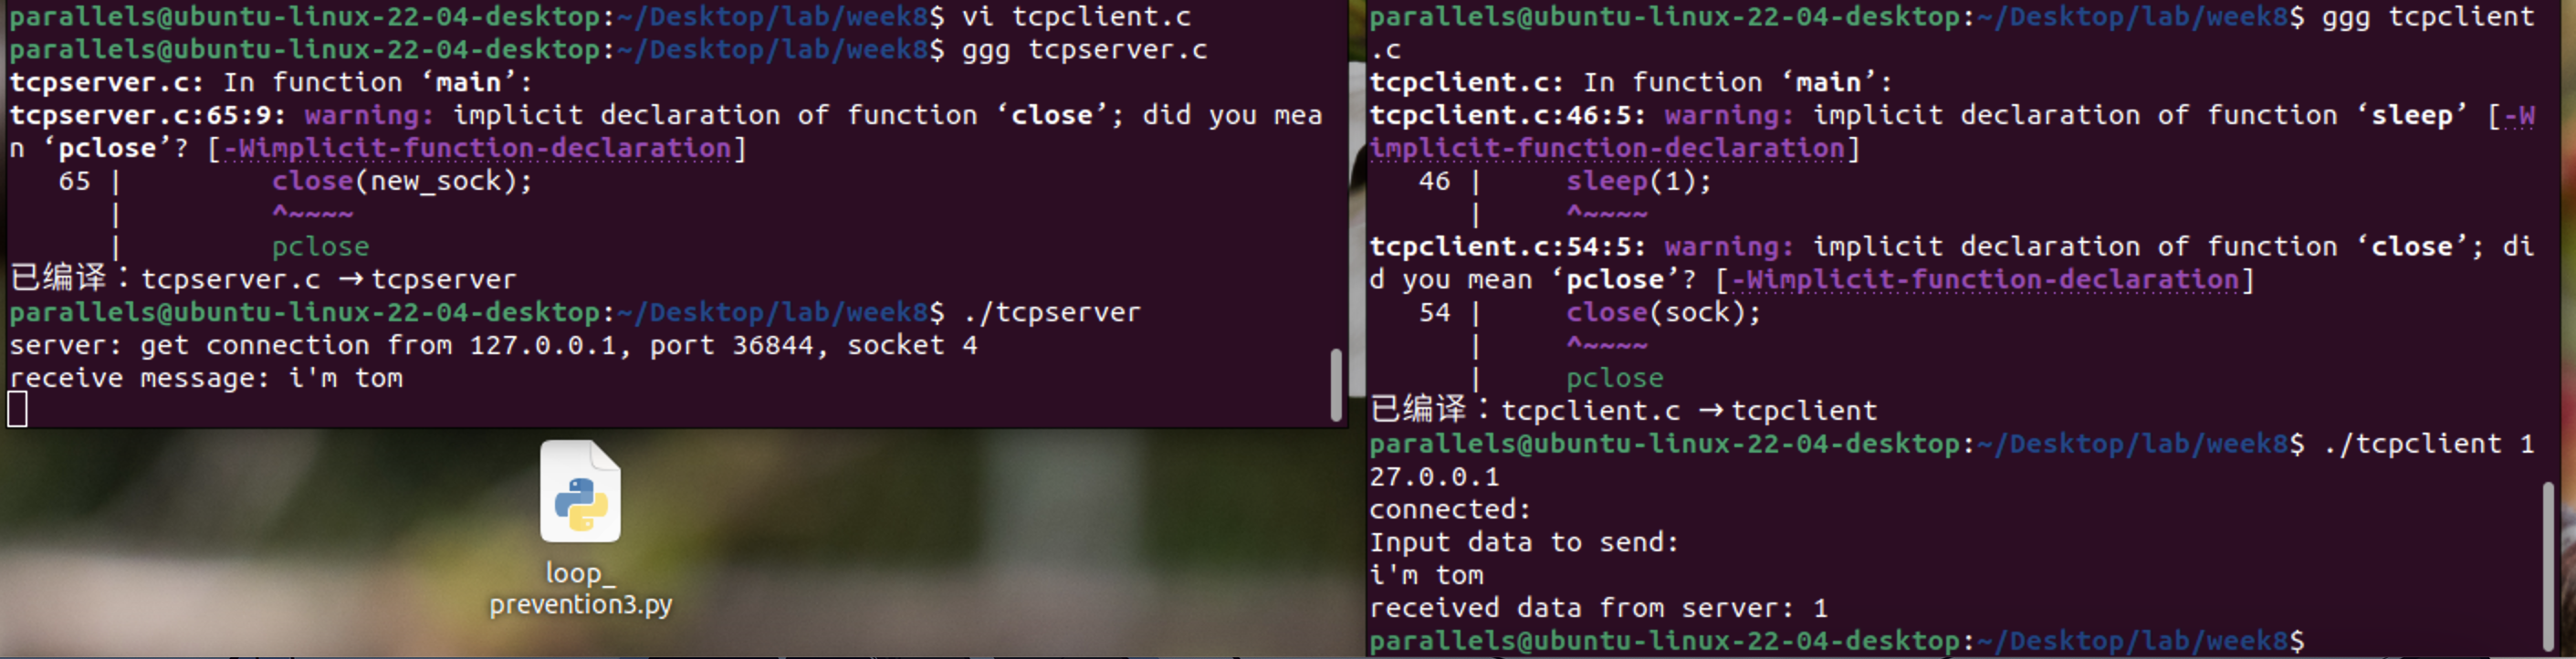 parallels@ubuntu-linux-22-04-desktop:~/Desktop/lab/week8$ vi tcpclient.c
parallels@ubuntu-linux-22-04-desktop:~/Desktop/lab/week8$ ggg tcpserver.c
tcpserver.c: In function ‘main’:
tcpserver.c:65:9: warning: implicit declaration of function ‘close’; did you mea
n ‘pclose’? [-Wimplicit-function-declaration]
   65 |         close(new_sock);
      |         ^~~~~
      |         pclose
已编译：tcpserver.c →tcpserver
parallels@ubuntu-linux-22-04-desktop:~/Desktop/lab/week8$ ./tcpserver
server: get connection from 127.0.0.1, port 36844, socket 4
receive message: i'm tom
loop_
prevention3.py
parallels@ubuntu-linux-22-04-desktop:~/Desktop/lab/week8$ ggg tcpclient
.c
tcpclient.c: In function ‘main’:
tcpclient.c:46:5: warning: implicit declaration of function ‘sleep’ [-W
implicit-function-declaration]
   46 |     sleep(1);
      |     ^~~~~
tcpclient.c:54:5: warning: implicit declaration of function ‘close’; di
d you mean ‘pclose’? [-Wimplicit-function-declaration]
   54 |     close(sock);
      |     ^~~~~
      |     pclose
已编译：tcpclient.c →tcpclient
parallels@ubuntu-linux-22-04-desktop:~/Desktop/lab/week8$ ./tcpclient 1
27.0.0.1
connected:
Input data to send:
i'm tom
received data from server: 1
parallels@ubuntu-linux-22-04-desktop:~/Desktop/lab/week8$